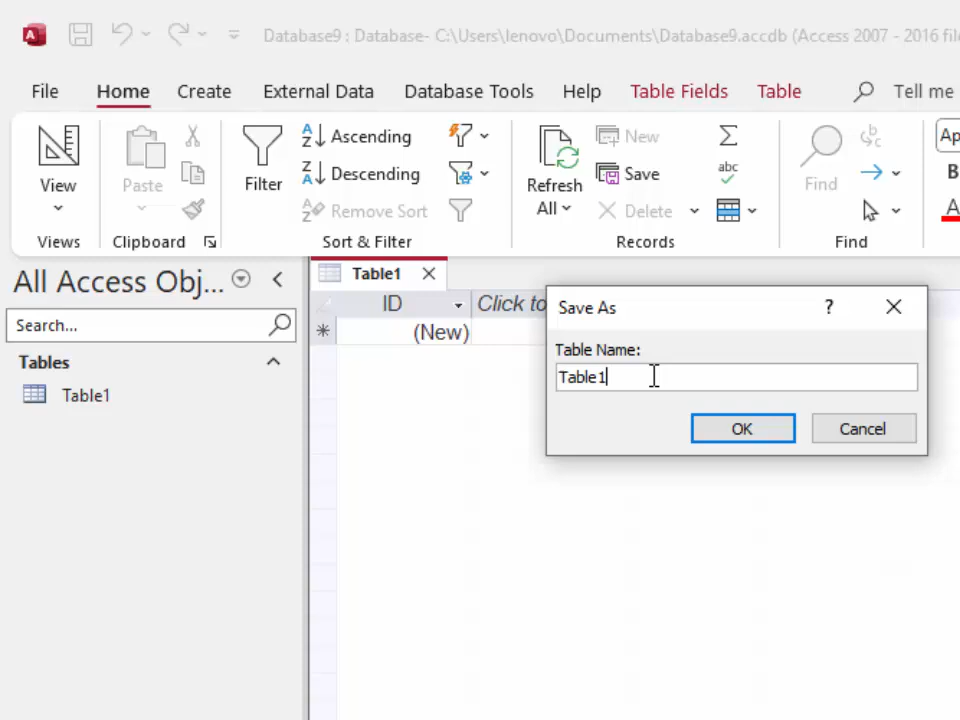 Database9 : Database- C:\Users\lenovo\Documents\Database9.accdb (Access 2007 - 2016 fil
File Home Create External Data Database Tools Help Table Fields Table Tell me
View
Paste
Filter
Ascending
Descending
Remove Sort
Refresh
All
New
Save
Delete
abc
Find
Ap
B
A
Views Clipboard Sort & Filter Records Find
All Access Obj...
Search...
Tables
Table1
Table1
ID Click to
(New)
Save As
Table Name:
Table1
OK Cancel